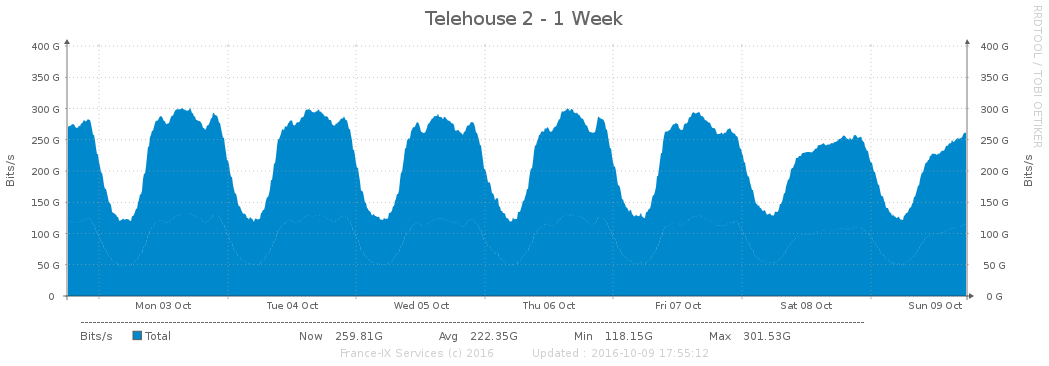 Telehouse 2 - 1 Week
RRDTOOL / TOBI OETIKER
Bits/s
400 G
350 G
300 G
250 G
200 G
150 G
100 G
50 G
0
400 G
350 G
300 G
250 G
200 G
150 G
100 G
50 G
0 G
Bits/s
Mon 03 Oct Tue 04 Oct Wed 05 Oct Thu 06 Oct Fri 07 Oct Sat 08 Oct Sun 09 Oct
Bits/s Total Now 259.81G Avg 222.35G Min 118.15G Max 301.53G
France-IX Services (c) 2016 Updated : 2016-10-09 17:55:12